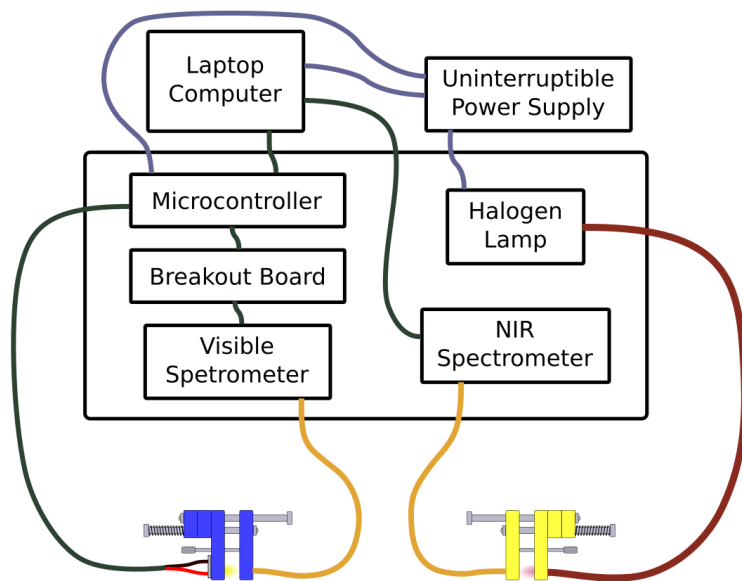 Laptop
Computer
Uninterruptible
Power Supply
Microcontroller
Halogen
Lamp
Breakout Board
Visible
Spetrometer
NIR
Spectrometer